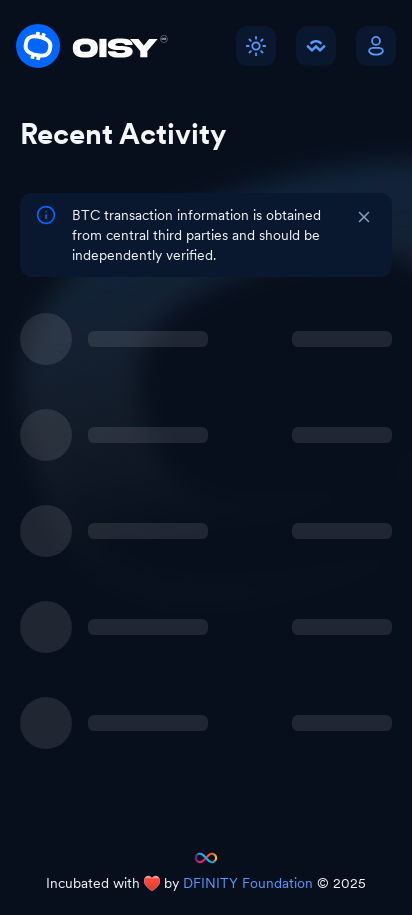 OISY
Recent Activity
BTC transaction information is obtained
from central third parties and should be
independently verified.
Incubated with ❤️ by DFINITY Foundation © 2025